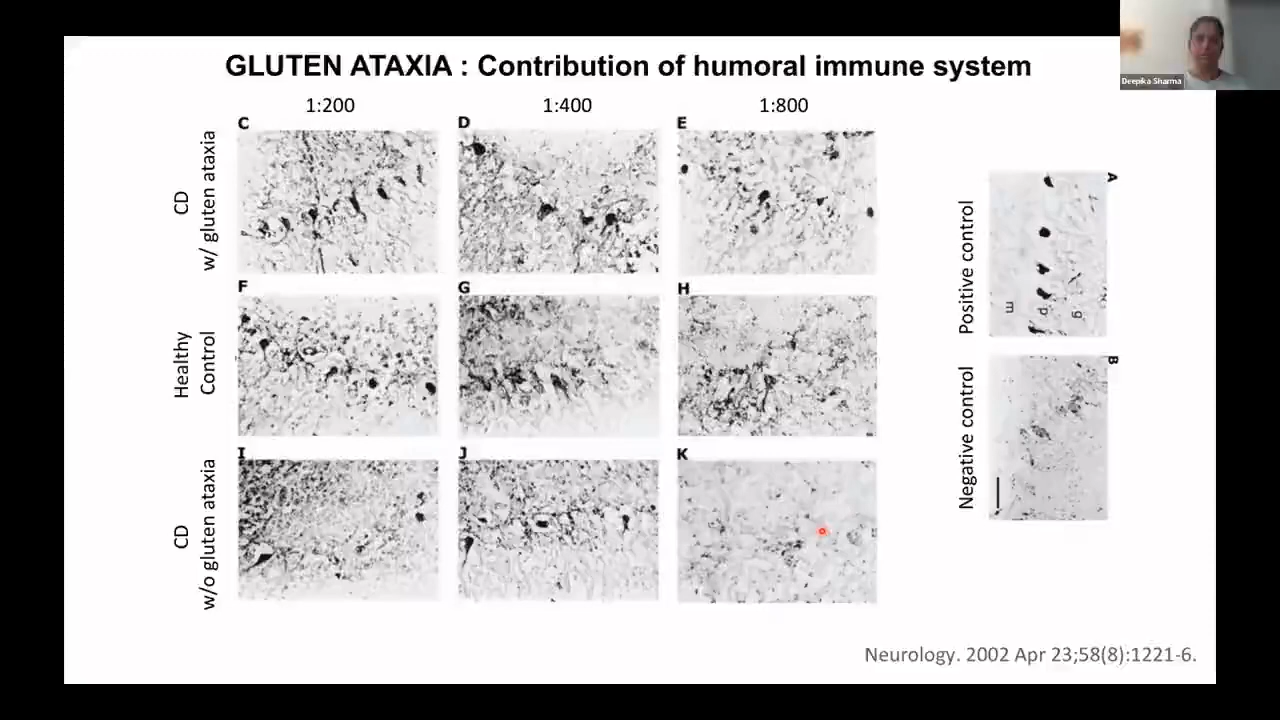 GLUTEN ATAXIA : Contribution of humoral immune system
Deepika Sharma
1:200
1:400
1:800
CD
w/ gluten ataxia
C
D
E
Healthy
Control
F
G
H
CD
w/o gluten ataxia
I
J
K
Positive control
A
m
p
g
Negative control
B
Neurology. 2002 Apr 23;58(8):1221-6.